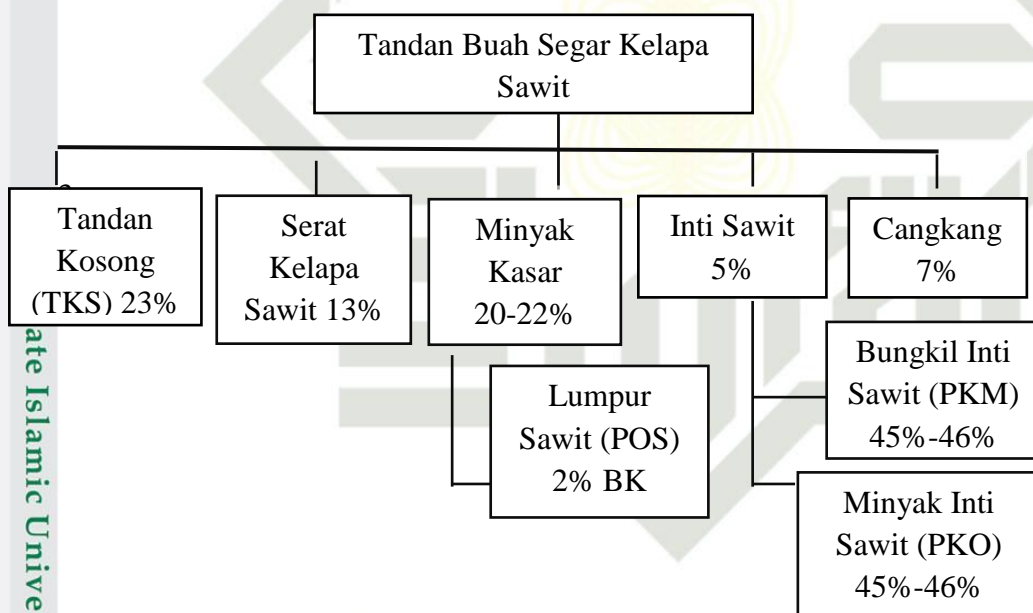 Tandan Buah Segar Kelapa
Sawit
Tandan
Kosong
(TKS) 23%
Serat
Kelapa
Sawit 13%
Minyak
Kasar
20-22%
Inti Sawit
5%
Cangkang
7%
Lumpur
Sawit (POS)
2% BK
Bungkil Inti
Sawit (PKM)
45%-46%
Minyak Inti
Sawit (PKO)
45%-46%
ate Islamic Unive